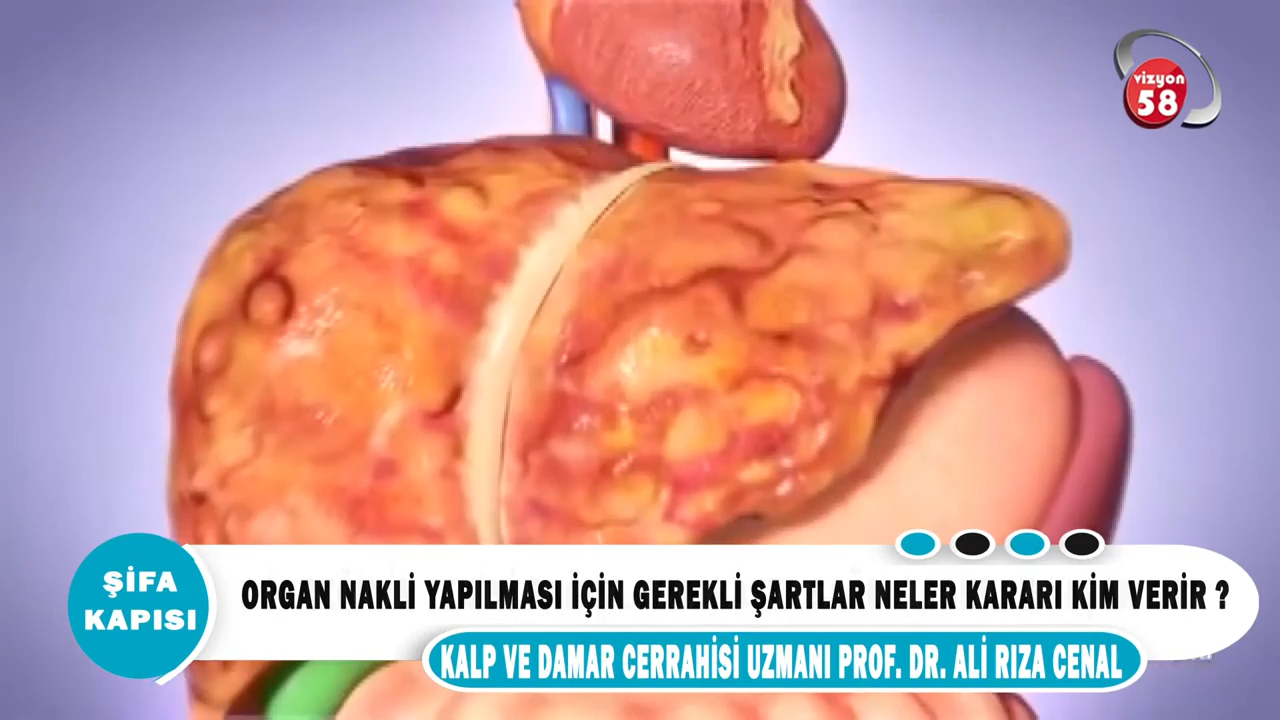 vizyon
58
ŞİFA
KAPISI
ORGAN NAKLİ YAPILMASI İÇİN GEREKLİ ŞARTLAR NELER KARARI KİM VERİR ?
KALP VE DAMAR CERRAHİSİ UZMANI PROF. DR. ALİ RIZA CENAL